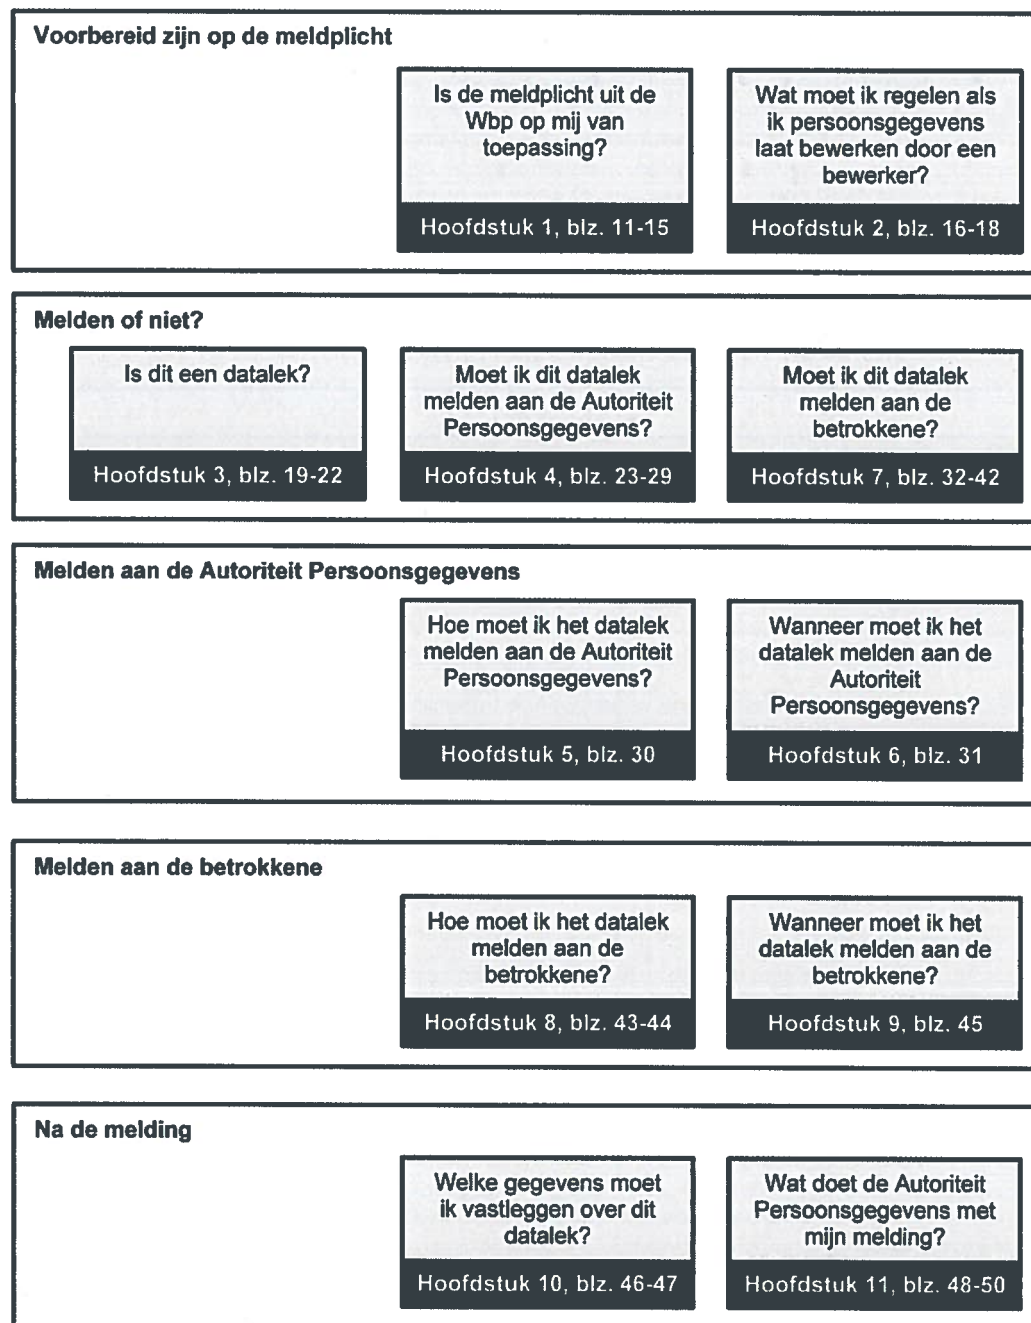 Voorbereid zijn op de meldplicht
Is de meldplicht uit de
Wbp op mij van
toepassing?
Hoofdstuk 1, blz. 11-15
Wat moet ik regelen als
ik persoonsgegevens
laat bewerken door een
bewerker?
Hoofdstuk 2, blz. 16-18
Melden of niet?
Is dit een datalek?
Hoofdstuk 3, blz. 19-22
Moet ik dit datalek
melden aan de Autoriteit
Persoonsgegevens?
Hoofdstuk 4, blz. 23-29
Moet ik dit datalek
melden aan de
betrokkene?
Hoofdstuk 7, blz. 32-42
Melden aan de Autoriteit Persoonsgegevens
Hoe moet ik het datalek
melden aan de Autoriteit
Persoonsgegevens?
Hoofdstuk 5, blz. 30
Wanneer moet ik het
datalek melden aan de
Autoriteit
Persoonsgegevens?
Hoofdstuk 6, blz. 31
Melden aan de betrokkene
Hoe moet ik het datalek
melden aan de
betrokkene?
Hoofdstuk 8, blz. 43-44
Wanneer moet ik het
datalek melden aan de
betrokkene?
Hoofdstuk 9, blz. 45
Na de melding
Welke gegevens moet
ik vastleggen over dit
datalek?
Hoofdstuk 10, blz. 46-47
Wat doet de Autoriteit
Persoonsgegevens met
mijn melding?
Hoofdstuk 11, blz. 48-50